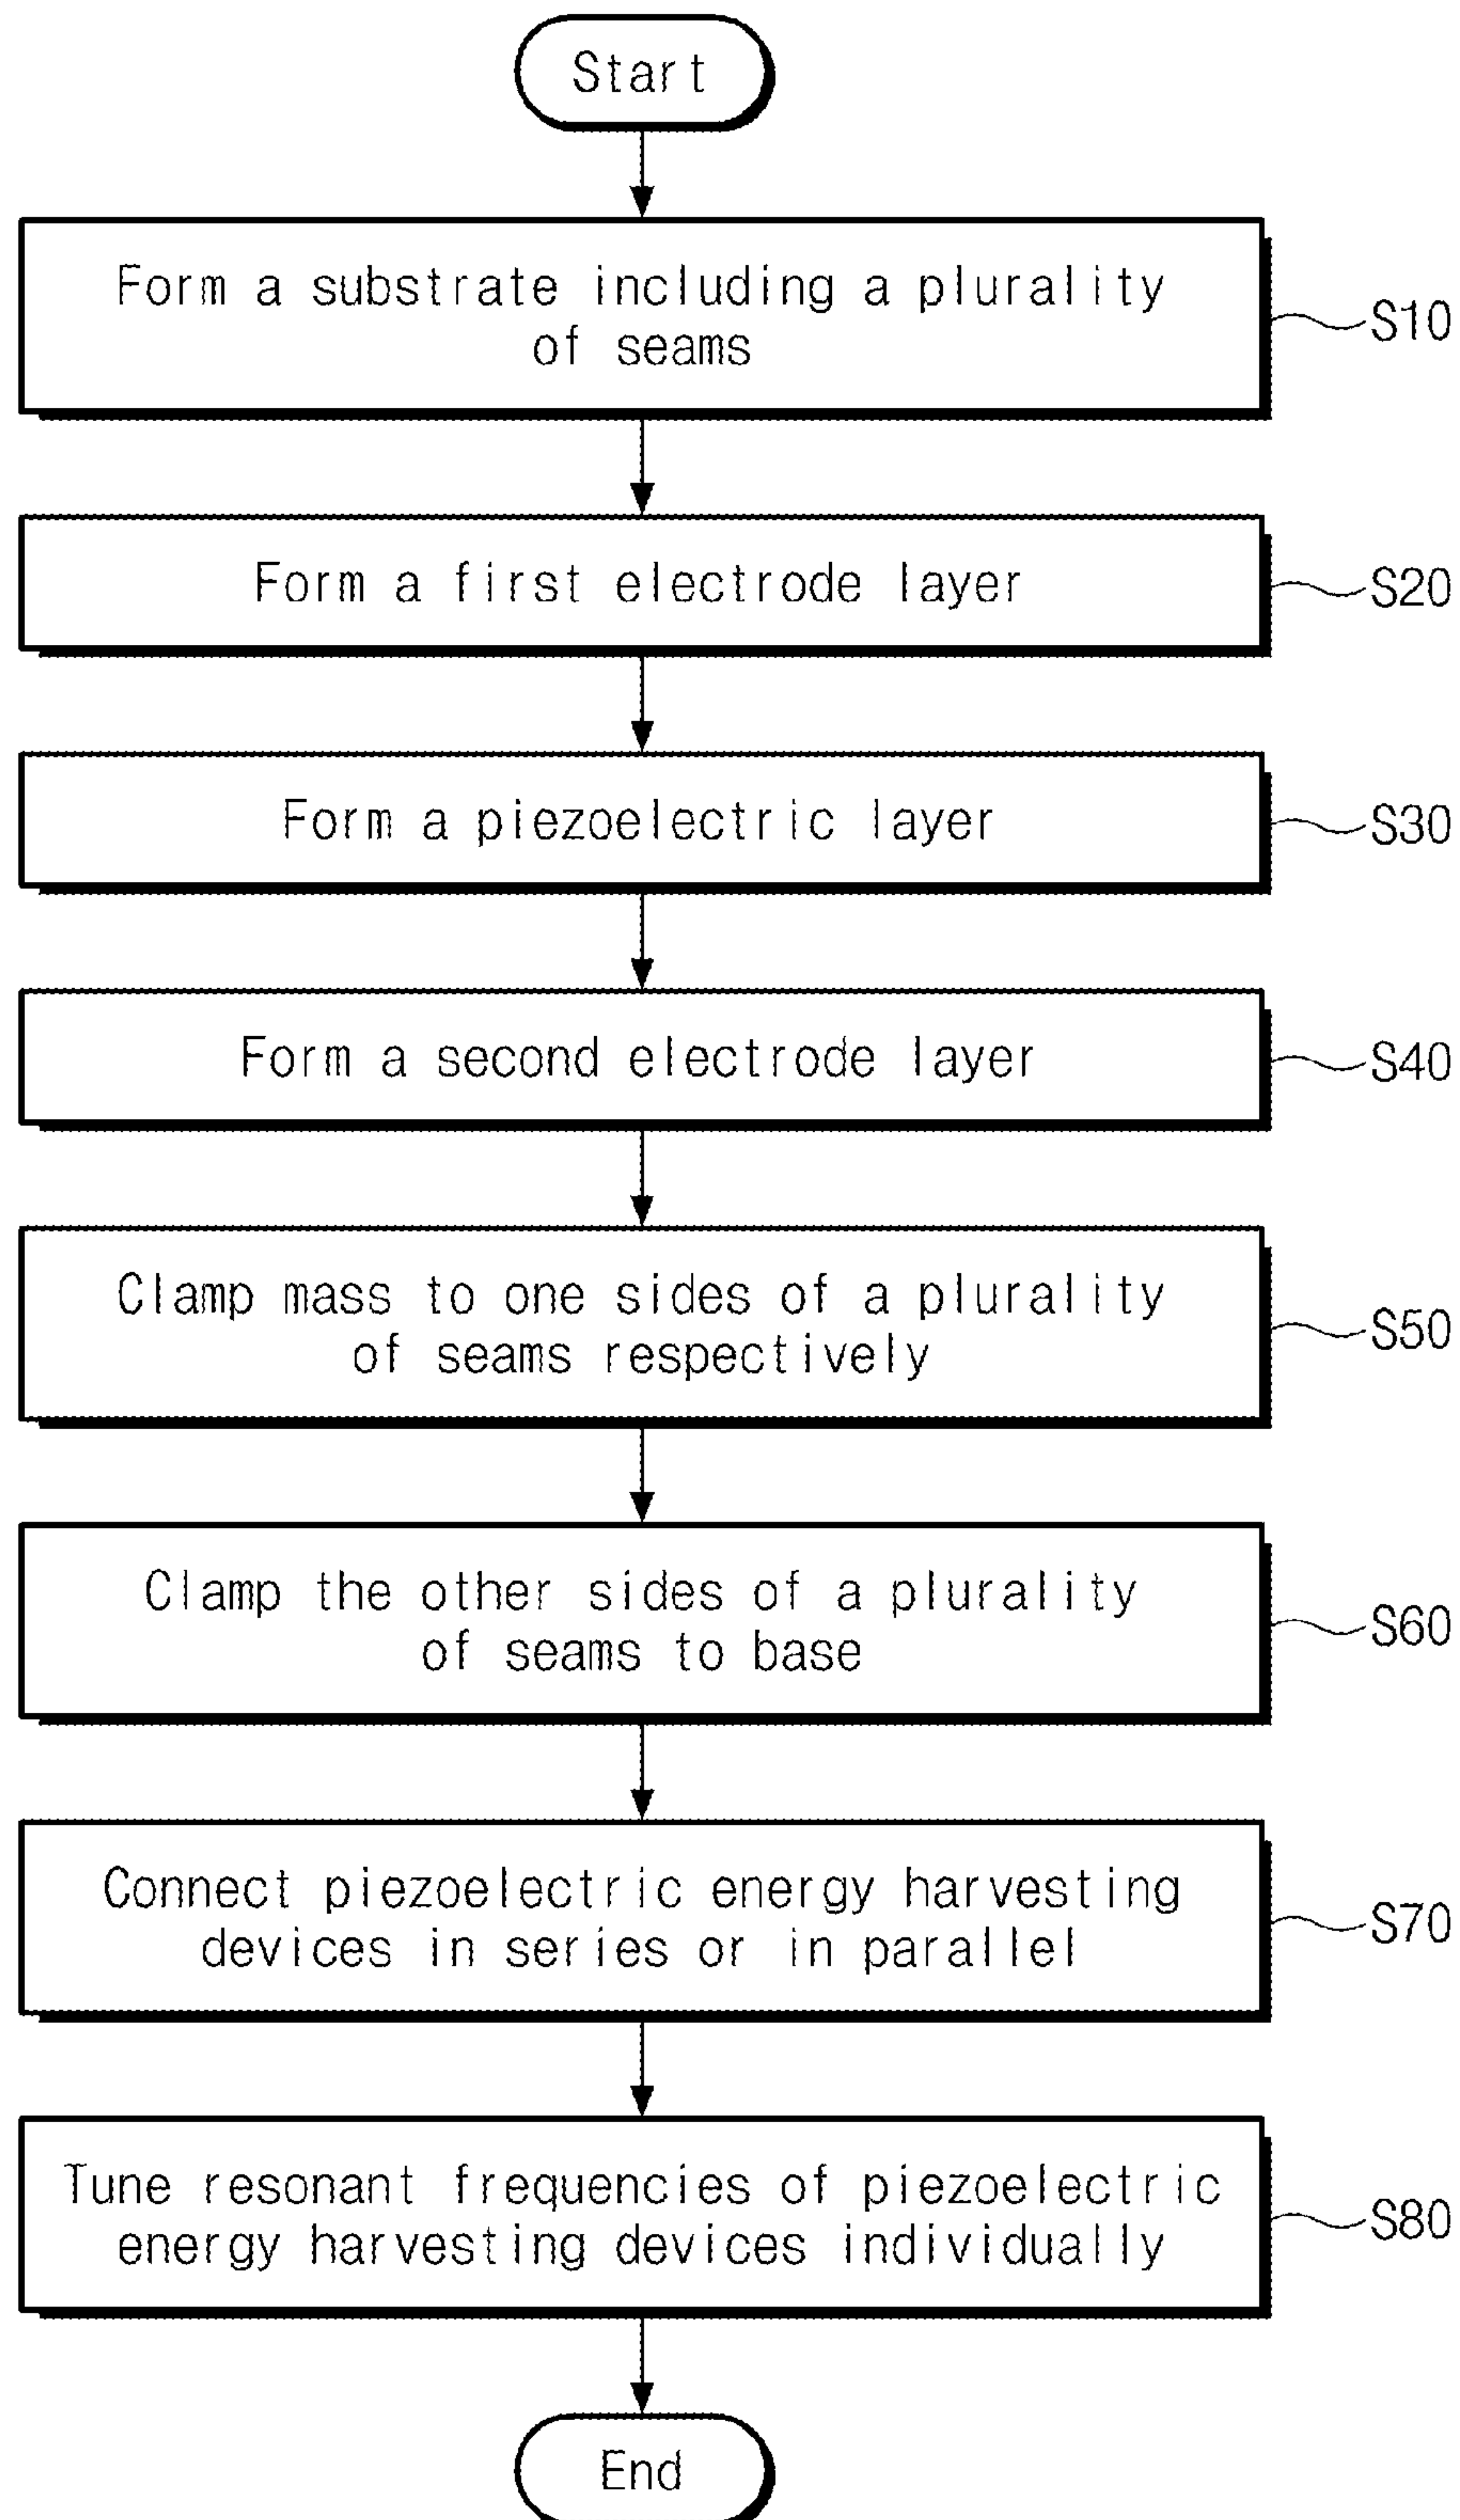 Start
Form a substrate including a plurality
of seams
S10
Form a first electrode layer
S20
Form a piezoelectric layer
S30
Form a second electrode layer
S40
Clamp mass to one sides of a plurality
of seams respectively
S50
Clamp the other sides of a plurality
of seams to base
S60
Connect piezoelectric energy harvesting
devices in series or in parallel
S70
Tune resonant frequencies of piezoelectric
energy harvesting devices individually
S80
End